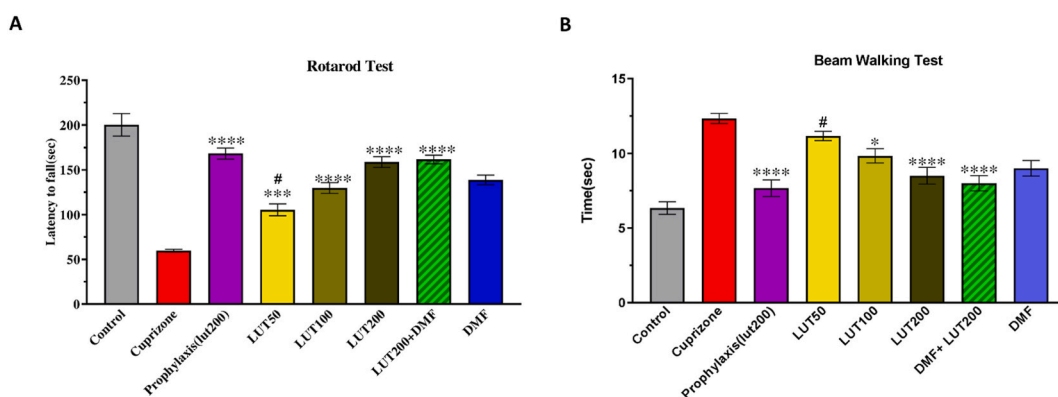 A
Rotarod Test
Latency to fall(sec)
250
200
150
100
50
0
****
#
***
****
****
****
Control
Cuprizone
Prophylaxis(lut200)
LUT50
LUT100
LUT200
LUT200+DMF
DMF
B
Beam Walking Test
Time(sec)
15
10
5
0
****
#
*
****
****
Control
Cuprizone
Prophylaxis(lut200)
LUT50
LUT100
LUT200
DMF+ LUT200
DMF